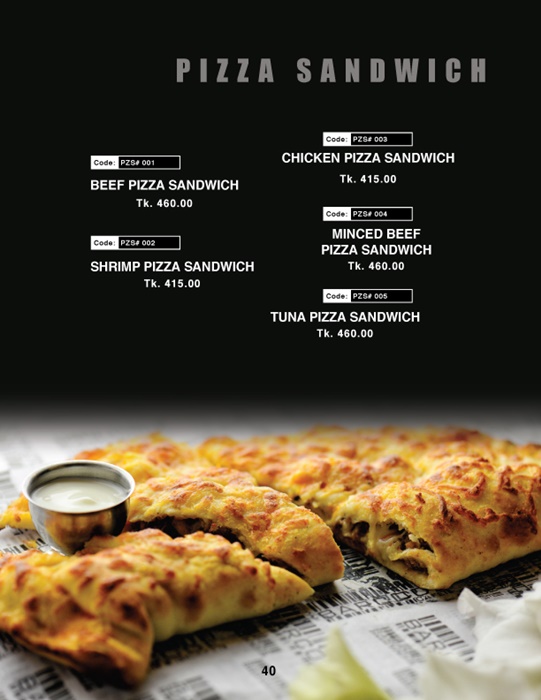 PIZZA SANDWICH
Code: PZS# 001
BEEF PIZZA SANDWICH
Tk. 460.00
Code: PZS# 002
SHRIMP PIZZA SANDWICH
Tk. 415.00
Code: PZS# 003
CHICKEN PIZZA SANDWICH
Tk. 415.00
Code: PZS# 004
MINCED BEEF
PIZZA SANDWICH
Tk. 460.00
Code: PZS# 005
TUNA PIZZA SANDWICH
Tk. 460.00
40